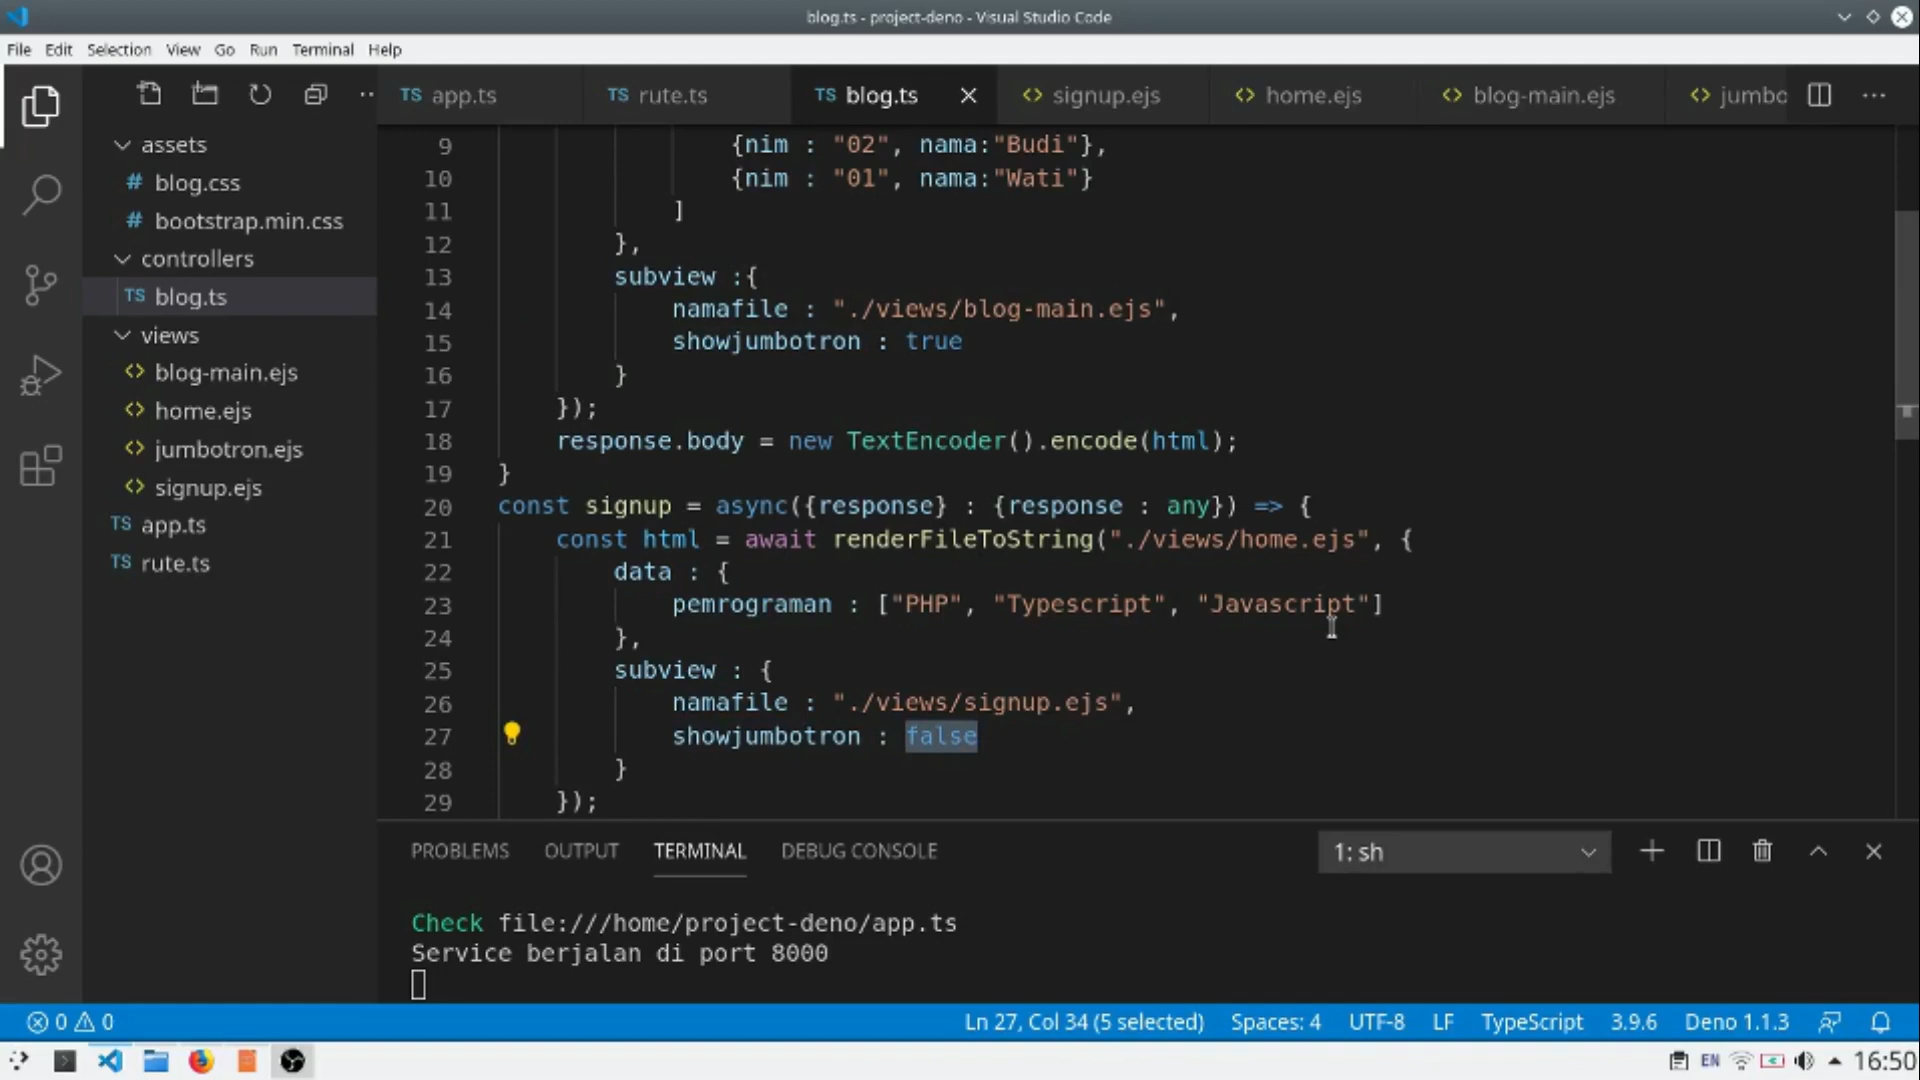 blog.ts - project-deno - Visual Studio Code
File Edit Selection View Go Run Terminal Help
TS app.ts TS rute.ts TS blog.ts signup.ejs home.ejs blog-main.ejs jumbo
assets
# blog.css
# bootstrap.min.css
controllers
TS blog.ts
views
blog-main.ejs
home.ejs
jumbotron.ejs
signup.ejs
TS app.ts
TS rute.ts
9 {nim : "02", nama:"Budi"},
10 {nim : "01", nama:"Wati"}
11 ]
12 },
13 subview :{
14 namafile : "./views/blog-main.ejs",
15 showjumbotron : true
16 }
17 });
18 response.body = new TextEncoder().encode(html);
19 }
20 const signup = async({response} : {response : any}) => {
21 const html = await renderFileToString("./views/home.ejs", {
22 data : {
23 pemrograman : ["PHP", "Typescript", "Javascript"]
24 },
25 subview : {
26 namafile : "./views/signup.ejs",
27 showjumbotron : false
28 }
29 });
PROBLEMS OUTPUT TERMINAL DEBUG CONSOLE 1: sh
Check file:///home/project-deno/app.ts
Service berjalan di port 8000
0 0 Ln 27, Col 34 (5 selected) Spaces: 4 UTF-8 LF TypeScript 3.9.6 Deno 1.1.3
EN 16:50